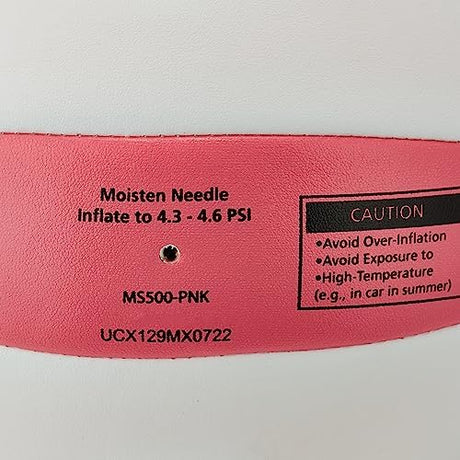 Moisten Needle
Inflate to 4.3 - 4.6 PSI
MS500-PNK
UCX129MX0722
CAUTION
•Avoid Over-Inflation
•Avoid Exposure to
•High-Temperature
(e.g., in car in summer)